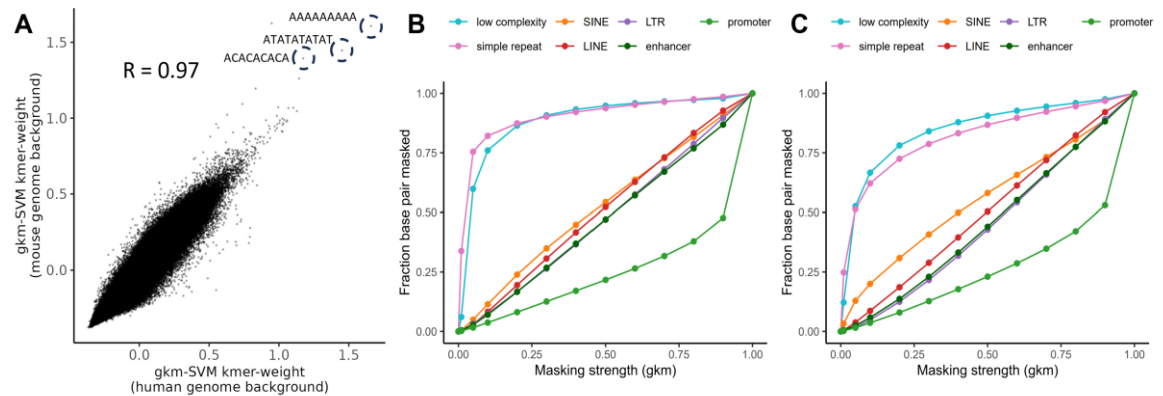 A
AAAAAAAAA
ATATATATAT
ACACACACA
R = 0.97
1.5
1.0
0.5
0.0
gkm-SVM kmer-weight
(mouse genome background)
0.0 0.5 1.0 1.5
gkm-SVM kmer-weight
(human genome background)
B
low complexity SINE LTR promoter
simple repeat LINE enhancer
Fraction base pair masked
1.00
0.75
0.50
0.25
0.00
0.00 0.25 0.50 0.75 1.00
Masking strength (gkm)
C
low complexity SINE LTR promoter
simple repeat LINE enhancer
Fraction base pair masked
1.00
0.75
0.50
0.25
0.00
0.00 0.25 0.50 0.75 1.00
Masking strength (gkm)